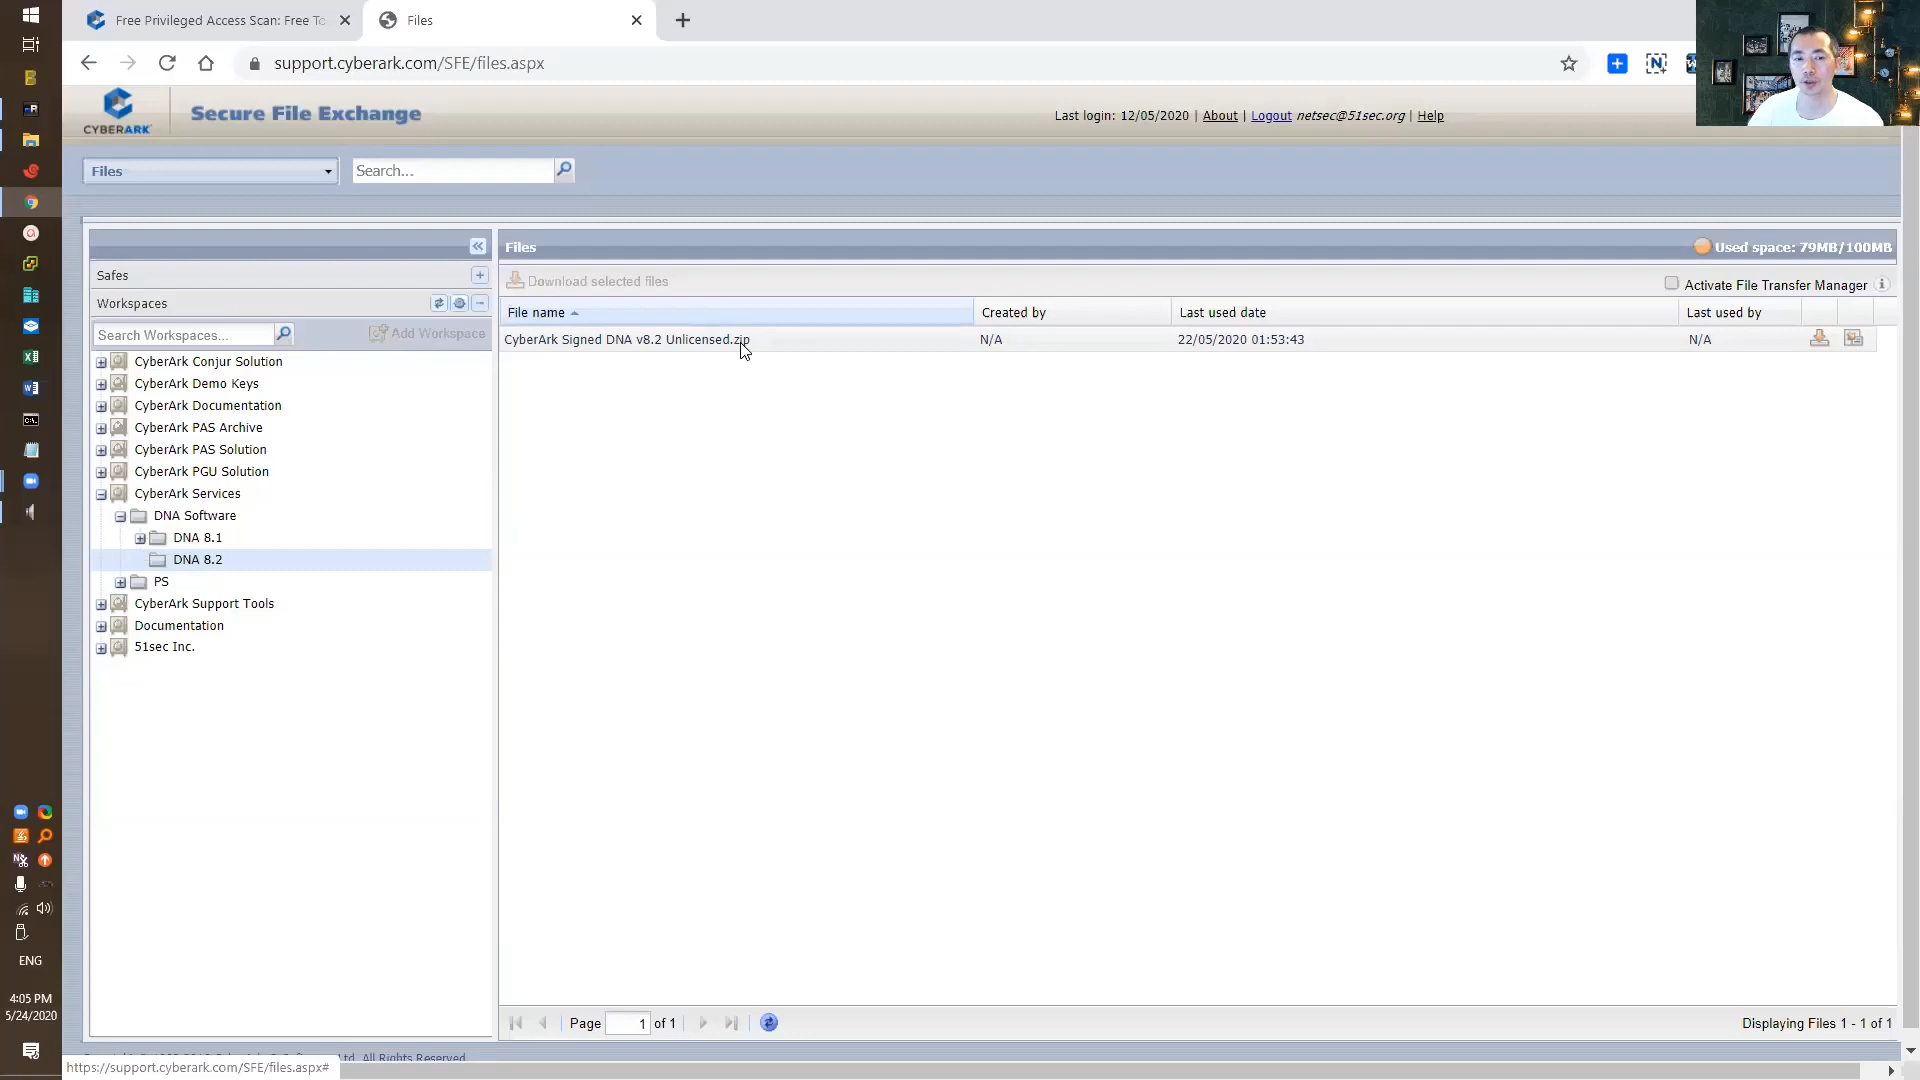 Free Privileged Access Scan: Free To
Files
support.cyberark.com/SFE/files.aspx
CYBERARK
Secure File Exchange
Last login: 12/05/2020 | About | Logout netsec@51sec.org | Help
Files
Search...
Safes
Workspaces
Search Workspaces...
Add Workspace
CyberArk Conjur Solution
CyberArk Demo Keys
CyberArk Documentation
CyberArk PAS Archive
CyberArk PAS Solution
CyberArk PGU Solution
CyberArk Services
DNA Software
DNA 8.1
DNA 8.2
PS
CyberArk Support Tools
Documentation
51sec Inc.
Files
Used space: 79MB/100MB
Download selected files
Activate File Transfer Manager
File name Created by Last used date Last used by
CyberArk Signed DNA v8.2 Unlicensed.zip N/A 22/05/2020 01:53:43 N/A
Page 1 of 1
Displaying Files 1 - 1 of 1
Ltd. All Rights Reserved
https://support.cyberark.com/SFE/files.aspx#
ENG
4:05 PM
5/24/2020